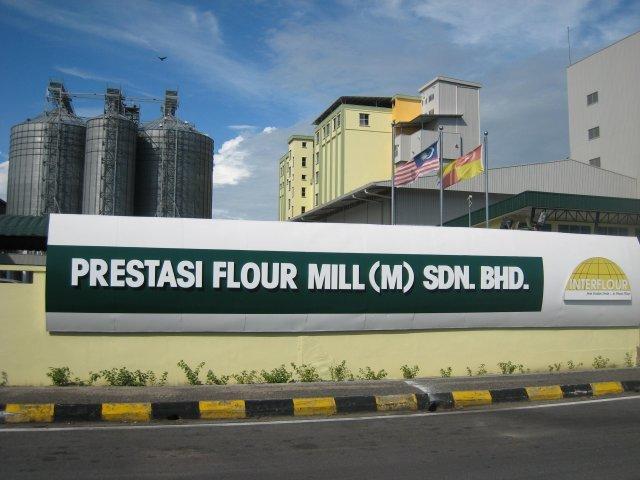 PRESTASI FLOUR MILL (M) SDN. BHD.
INTERFLOUR